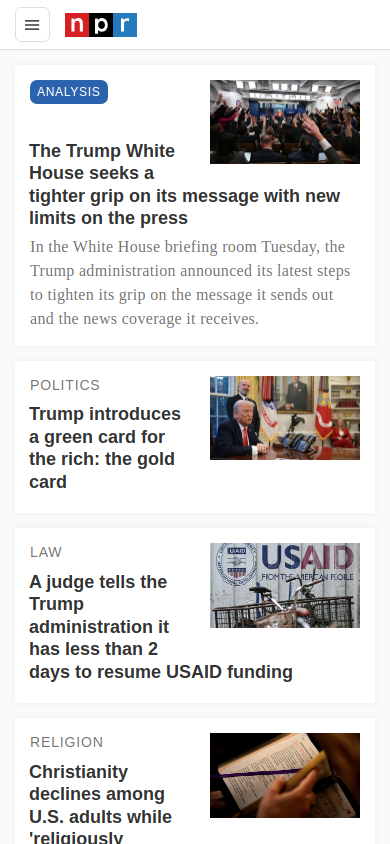 npr
ANALYSIS
The Trump White
House seeks a
tighter grip on its message with new
limits on the press
In the White House briefing room Tuesday, the
Trump administration announced its latest steps
to tighten its grip on the message it sends out
and the news coverage it receives.
POLITICS
Trump introduces
a green card for
the rich: the gold
card
LAW
A judge tells the
Trump
administration it
has less than 2
days to resume USAID funding
USAID
FROM THE AMERICAN PEOPLE
USAID
RELIGION
Christianity
declines among
U.S. adults while
'religiously